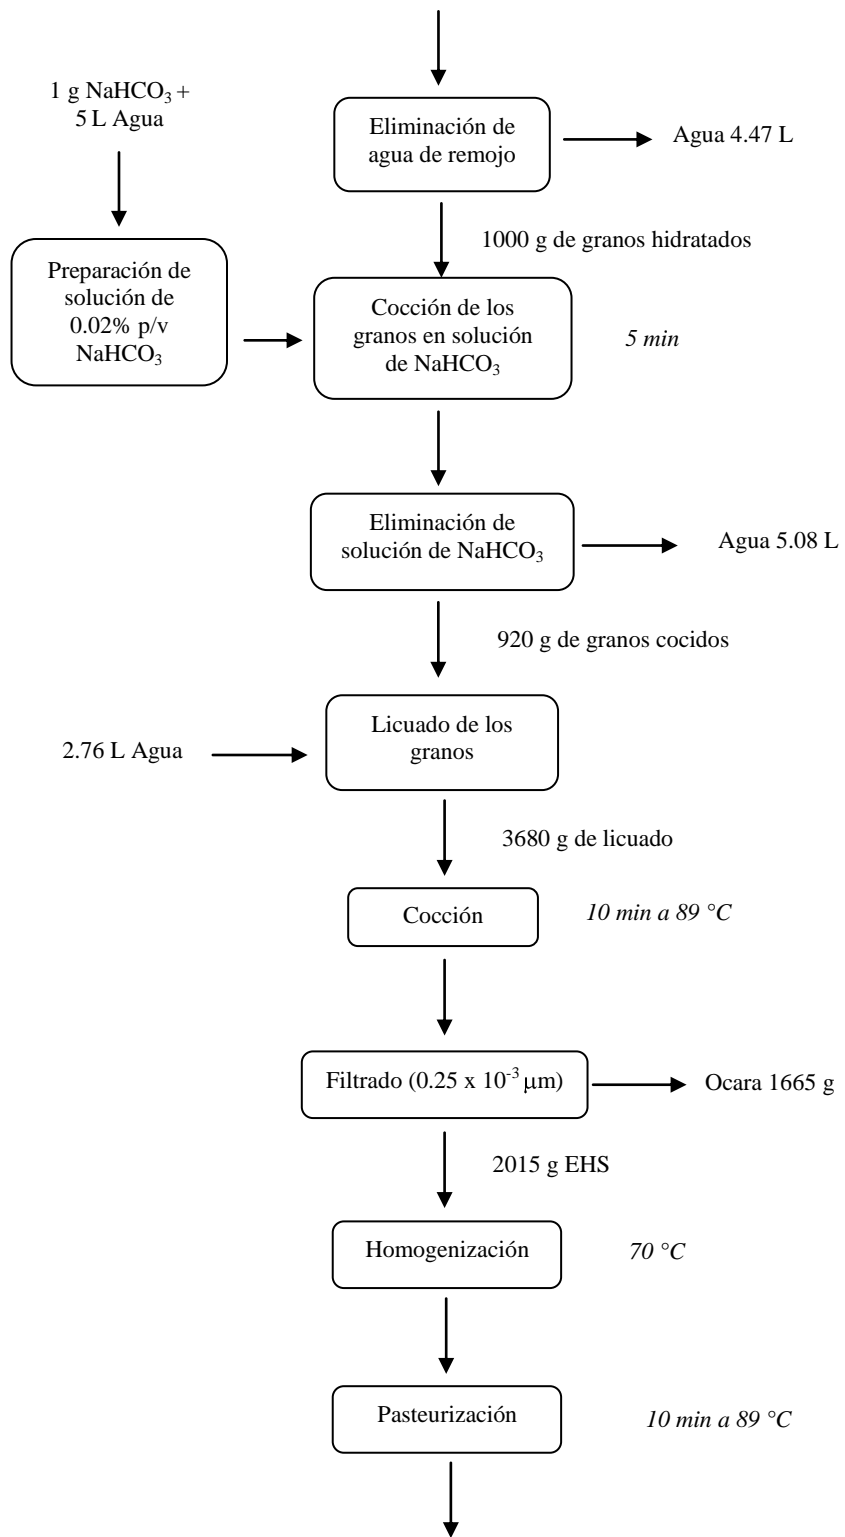 1 g NaHCO₃ +
5 L Agua
Eliminación de
agua de remojo
Agua 4.47 L
1000 g de granos hidratados
Preparación de
solución de
0.02% p/v
NaHCO₃
Cocción de los
granos en solución
de NaHCO₃
5 min
Eliminación de
solución de NaHCO₃
Agua 5.08 L
920 g de granos cocidos
2.76 L Agua
Licuado de los
granos
3680 g de licuado
Cocción
10 min a 89 °C
Filtrado (0.25 x 10⁻³ μm)
Ocara 1665 g
2015 g EHS
Homogenización
70 °C
Pasteurización
10 min a 89 °C